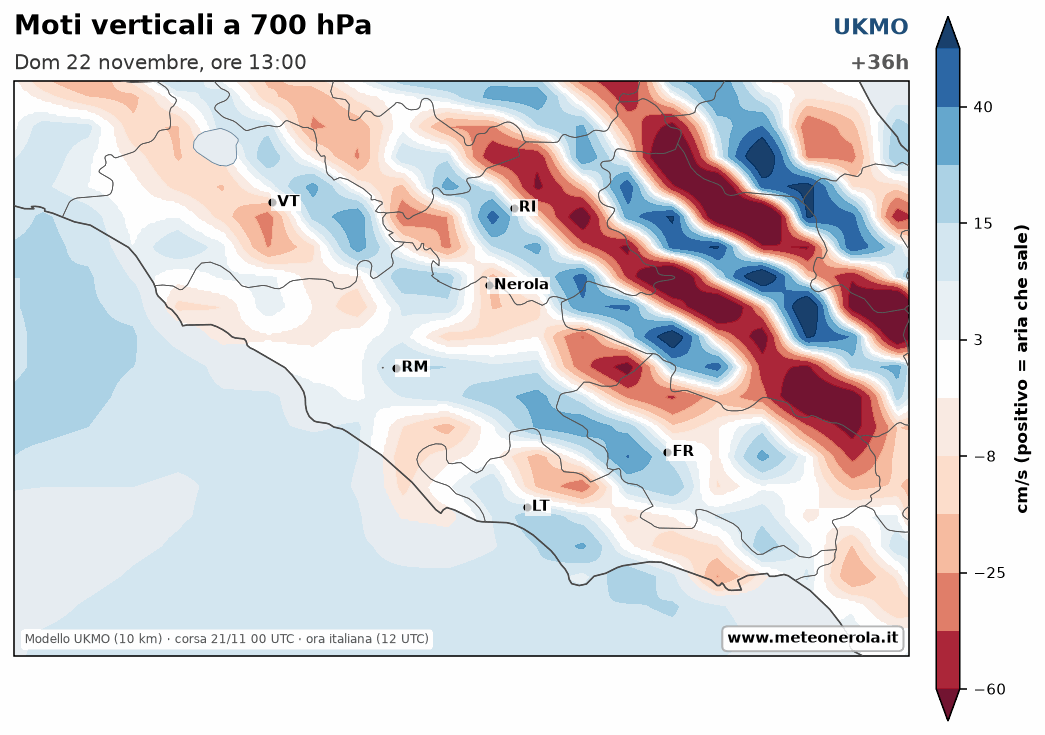 Moti verticali a 700 hPa
UKMO
Dom 22 novembre, ore 13:00
+36h
VT
RI
Nerola
RM
FR
LT
40
15
3
−8
−25
−60
cm/s (positivo = aria che sale)
Modello UKMO (10 km) · corsa 21/11 00 UTC · ora italiana (12 UTC)
www.meteonerola.it